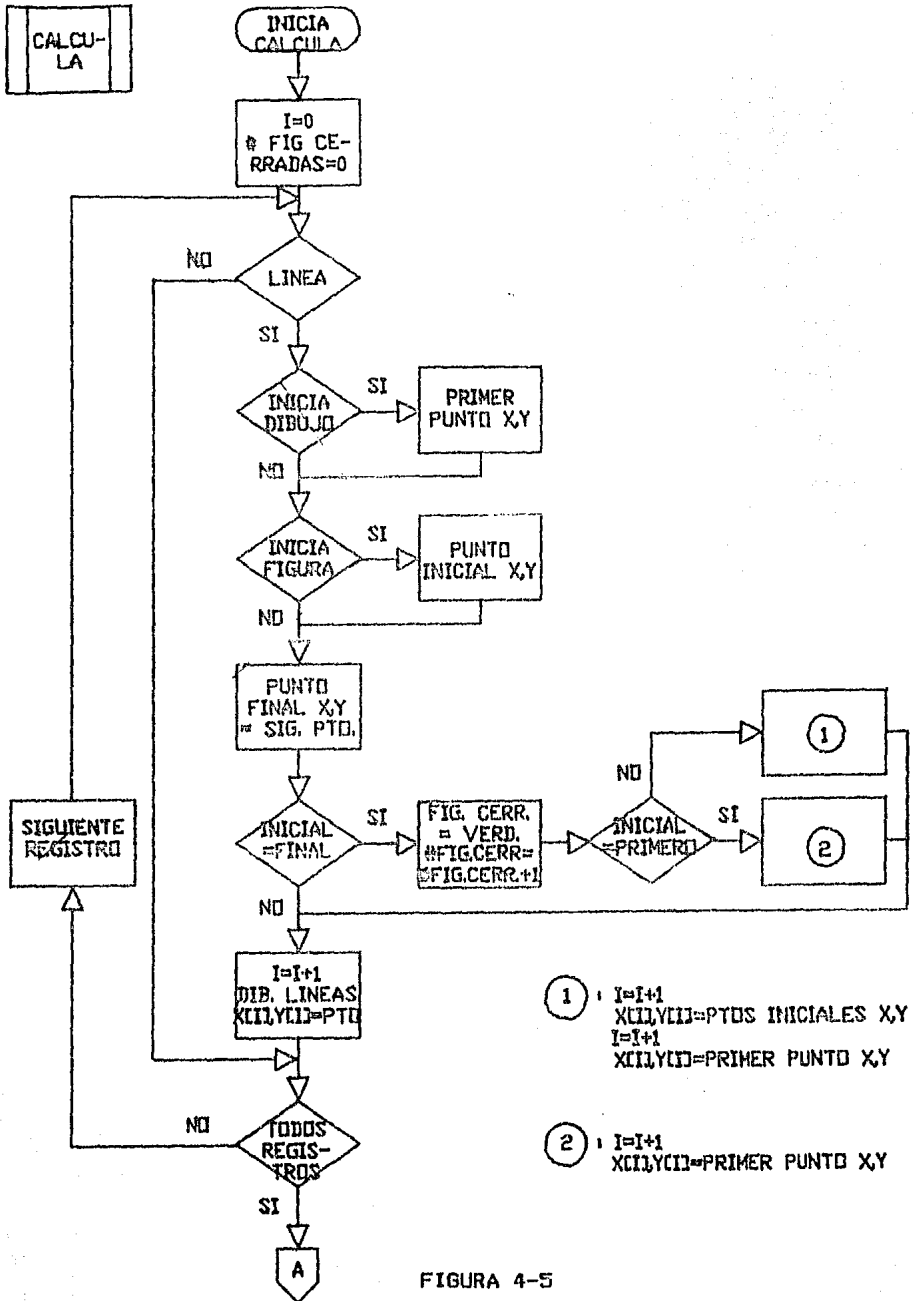 CALCU-
LA
INICIA
CALCULA
I=0
# FIG CE-
RRADAS=0
NO
LINEA
SI
INICIA
DIBUJO
SI
PRIMER
PUNTO X,Y
NO
INICIA
FIGURA
SI
PUNTO
INICIAL X,Y
NO
PUNTO
FINAL X,Y
= SIG. PTO.
SIGUIENTE
REGISTRO
INICIAL
=FINAL
SI
FIG. CERR.
= VERD.
#FIG.CERR=
#FIG.CERR.+1
INICIAL
=PRIMERO
NO
1
SI
2
NO
I=I+1
DIB. LINEAS
X[I],Y[I]=PTO
NO
TODOS
REGIS-
TROS
SI
A
1 : I=I+1
X[I],Y[I]=PTOS INICIALES X,Y
I=I+1
X[I],Y[I]=PRIMER PUNTO X,Y
2 : I=I+1
X[I],Y[I]=PRIMER PUNTO X,Y
FIGURA 4-5